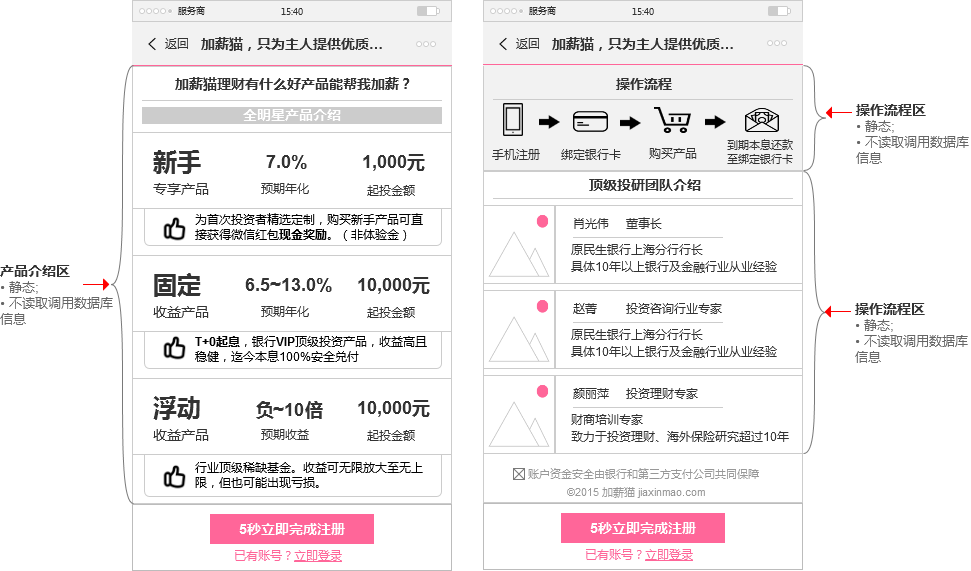 服务商
15:40
返回
加薪猫，只为主人提供优质...
加薪猫理财有什么好产品能帮我加薪？
全明星产品介绍
新手
7.0%
1,000元
专享产品
预期年化
起投金额
为首次投资者精选定制，购买新手产品可直
接获得微信红包现金奖励。（非体验金）
固定
6.5~13.0%
10,000元
收益产品
预期年化
起投金额
T+0起息，银行VIP顶级投资产品，收益高且
稳健，迄今本息100%安全兑付
浮动
负~10倍
10,000元
收益产品
预期收益
起投金额
行业顶级稀缺基金。收益可无限放大至无上
限，但也可能出现亏损。
5秒立即完成注册
已有账号？立即登录
产品介绍区
• 静态;
• 不读取调用数据库
信息
服务商
15:40
返回
加薪猫，只为主人提供优质...
操作流程
手机注册
绑定银行卡
购买产品
到期本息还款
至绑定银行卡
顶级投研团队介绍
肖光伟 董事长
原民生银行上海分行行长
具体10年以上银行及金融行业从业经验
赵菁 投资咨询行业专家
原民生银行上海分行行长
具体10年以上银行及金融行业从业经验
颜丽萍 投资理财专家
财商培训专家
致力于投资理财、海外保险研究超过10年
账户资金安全由银行和第三方支付公司共同保障
©2015 加薪猫 jiaxinmao.com
5秒立即完成注册
已有账号？立即登录
操作流程区
• 静态;
• 不读取调用数据库
信息
操作流程区
• 静态;
• 不读取调用数据库
信息